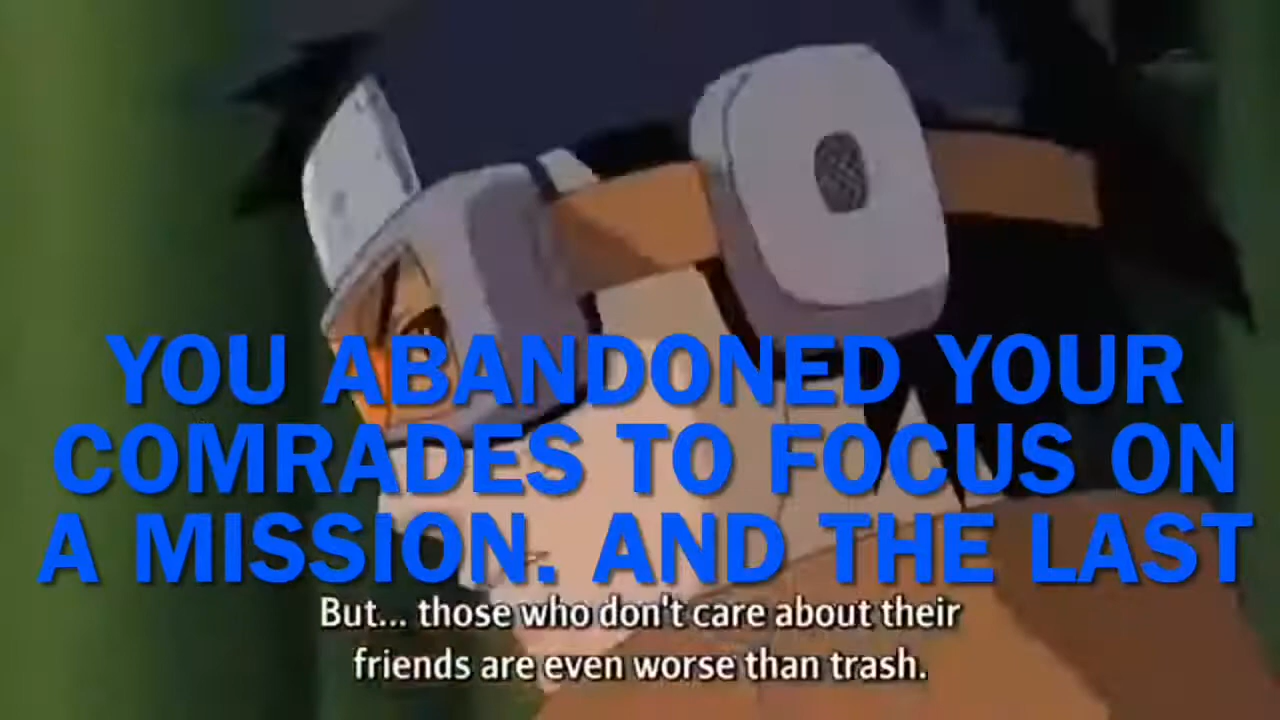 YOU ABANDONED YOUR
COMRADES TO FOCUS ON
A MISSION. AND THE LAST
But... those who don't care about their
friends are even worse than trash.